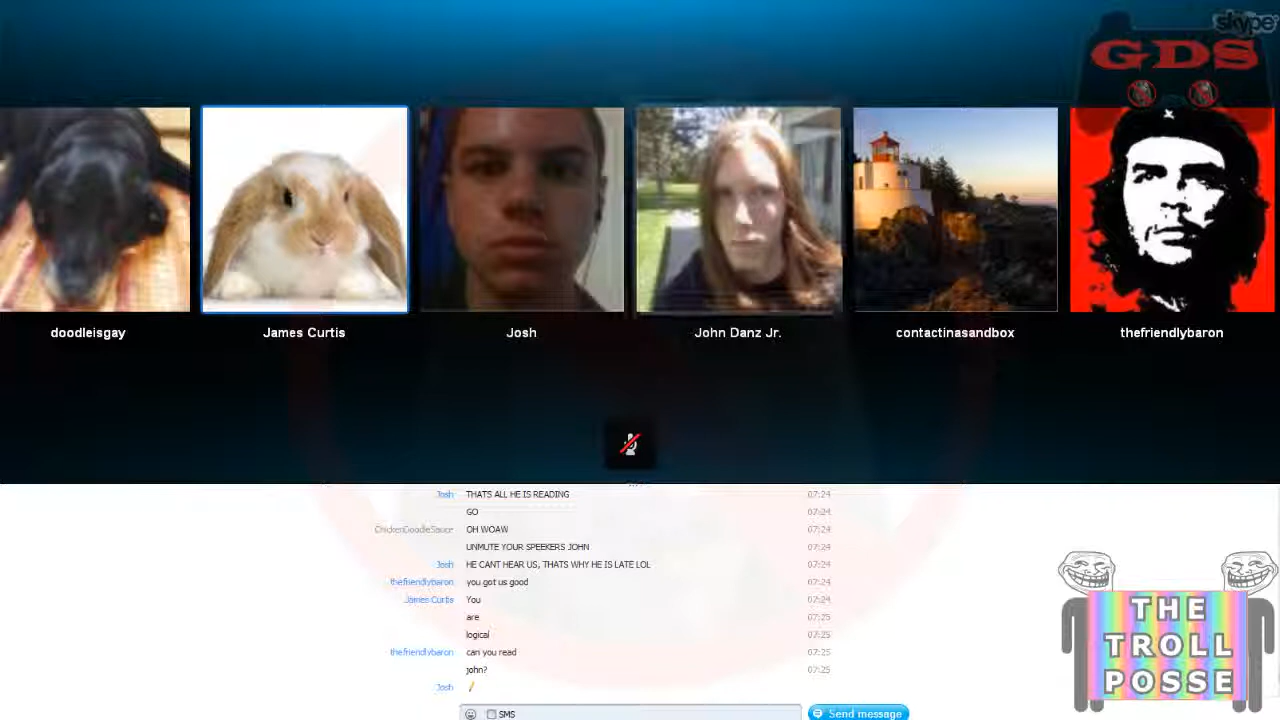 skype
GDS
doodleisgay
James Curtis
Josh
John Danz Jr.
contactinasandbox
thefriendlybaron
Josh THATS ALL HE IS READING 07:24
GO 07:24
ChickenDoodleSauce OH WOAW 07:24
UNMUTE YOUR SPEEKERS JOHN 07:24
Josh HE CANT HEAR US, THATS WHY HE IS LATE LOL 07:24
thefriendlybaron you got us good 07:24
James Curtis You 07:24
are 07:25
logical 07:25
thefriendlybaron can you read 07:25
john? 07:25
Josh
SMS
Send message
THE
TROLL
POSSE